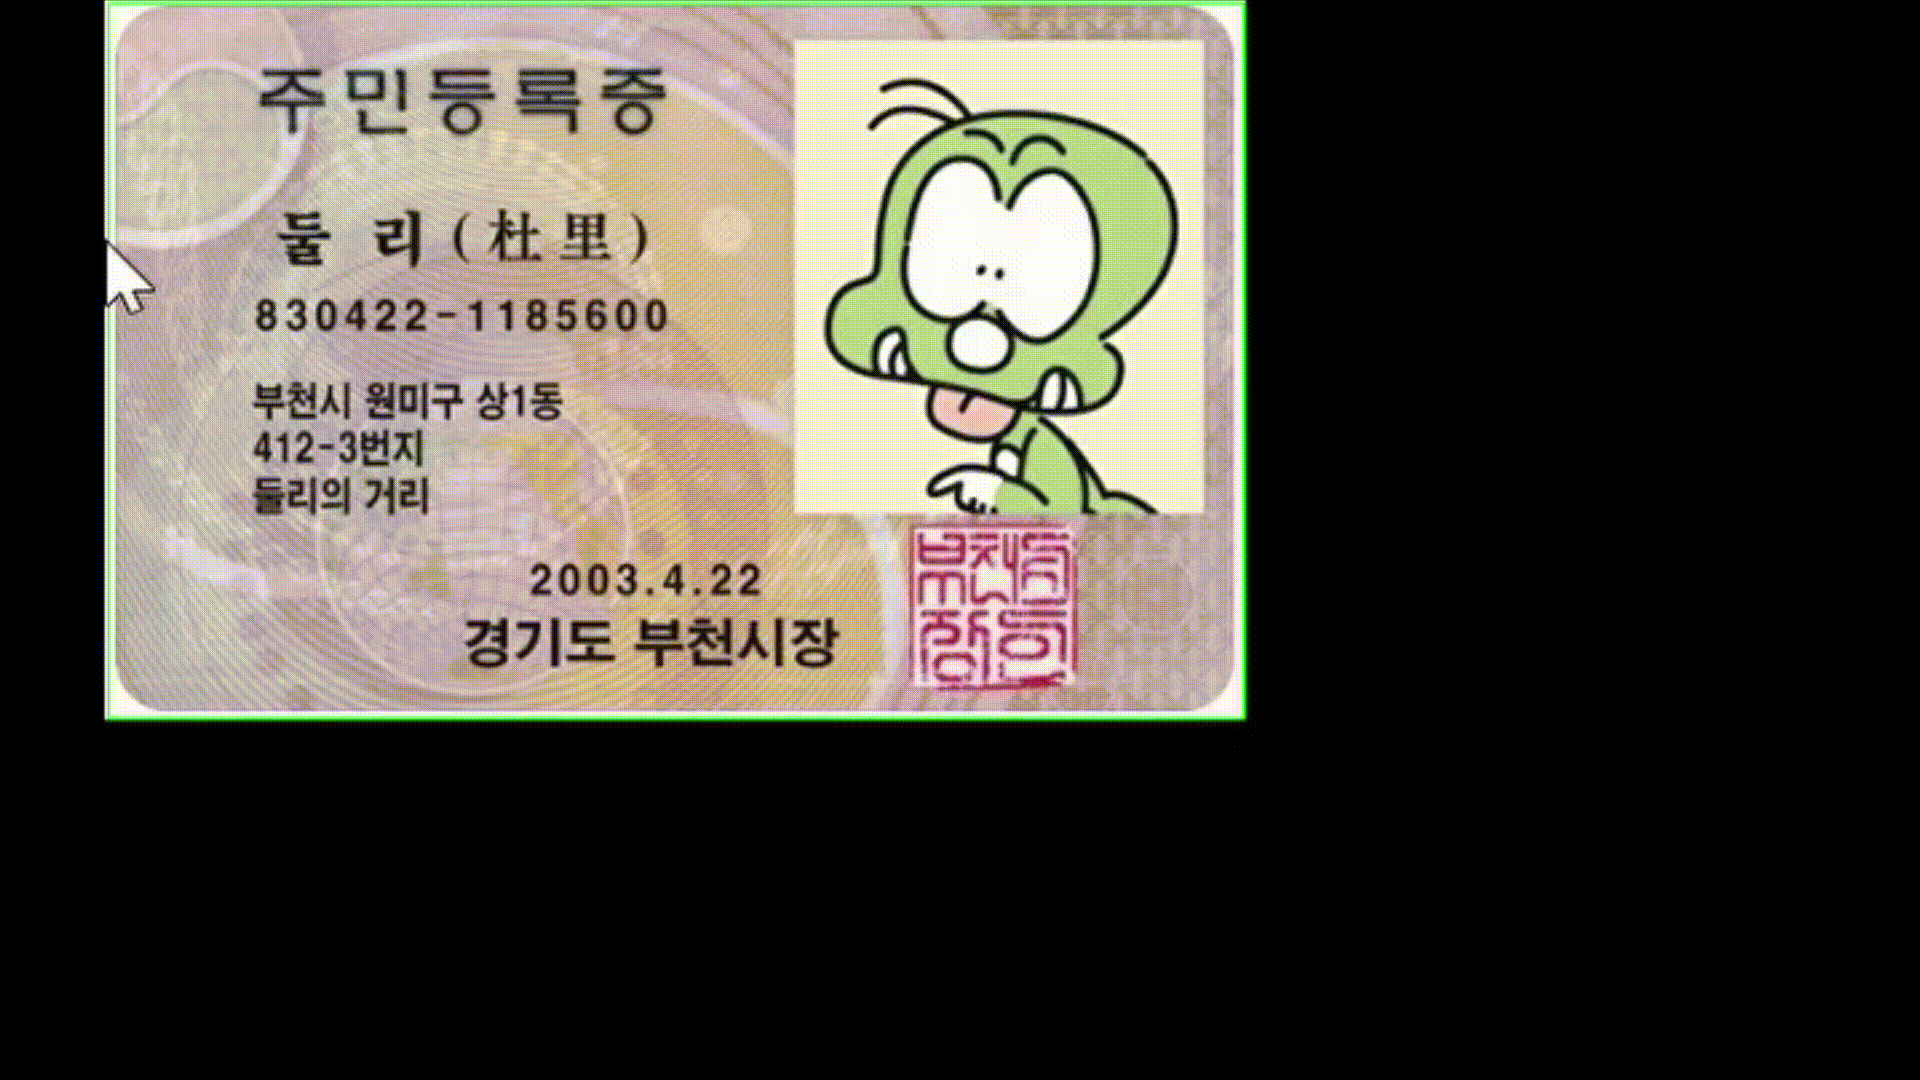 주민등록증
둘 리 (杜里)
830422-1185600
부천시 원미구 상1동
412-3번지
둘리의 거리
2003.4.22
경기도 부천시장